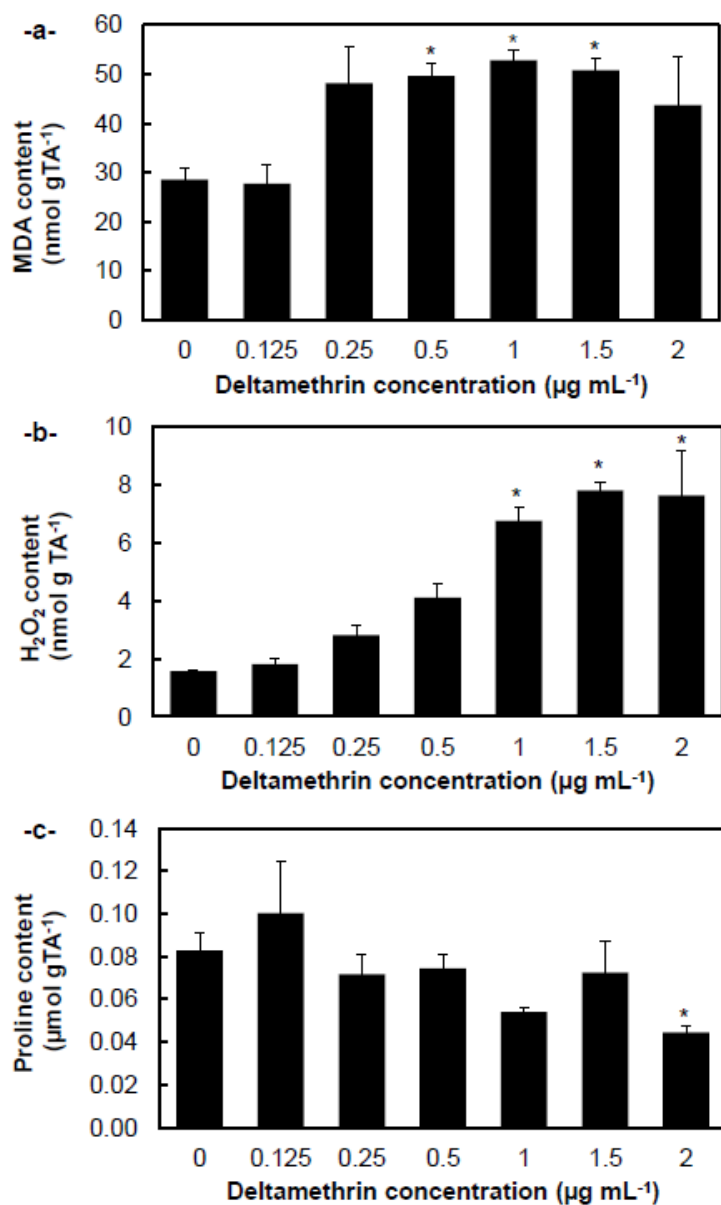 -a-
MDA content
(nmol gTA⁻¹)
60
50
40
30
20
10
0
* * *
0 0.125 0.25 0.5 1 1.5 2
Deltamethrin concentration (µg mL⁻¹)
-b-
H₂O₂ content
(nmol g TA⁻¹)
10
8
6
4
2
0
* * *
0 0.125 0.25 0.5 1 1.5 2
Deltamethrin concentration (µg mL⁻¹)
-c-
Proline content
(µmol gTA⁻¹)
0.14
0.12
0.10
0.08
0.06
0.04
0.02
0.00
*
0 0.125 0.25 0.5 1 1.5 2
Deltamethrin concentration (µg mL⁻¹)